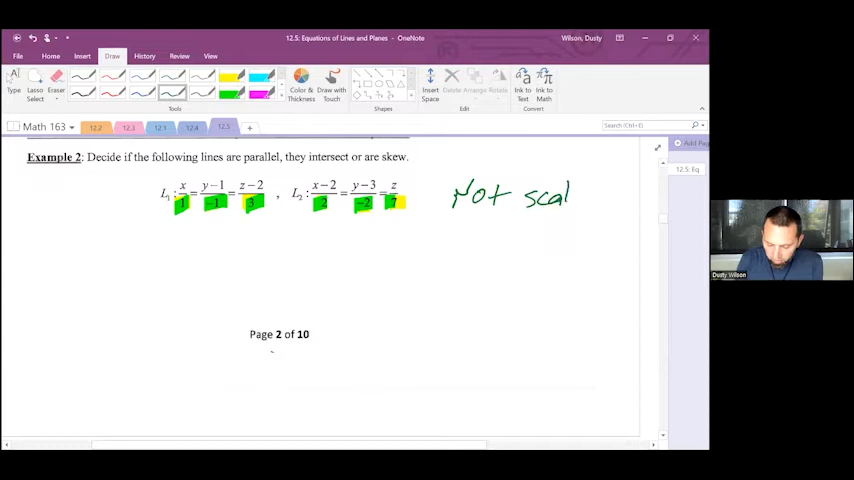 12.5: Equations of Lines and Planes - OneNote
Wilson, Dusty
File Home Insert Draw History Review View
Type Lasso Select Eraser
Color & Thickness Draw with Touch
Insert Space Delete Arrange Rotate
Ink to Text Ink to Math
Tools Shapes Edit Convert
Math 163 12.2 12.3 12.1 12.4 12.5 +
Search (Ctrl+E)
Add Pag
12.5: Eq
Example 2: Decide if the following lines are parallel, they intersect or are skew.
L₁: x/1 = y−1/−1 = z−2/3 , L₂: x−2/2 = y−3/−2 = z/7
Not scal
Page 2 of 10
Dusty Wilson